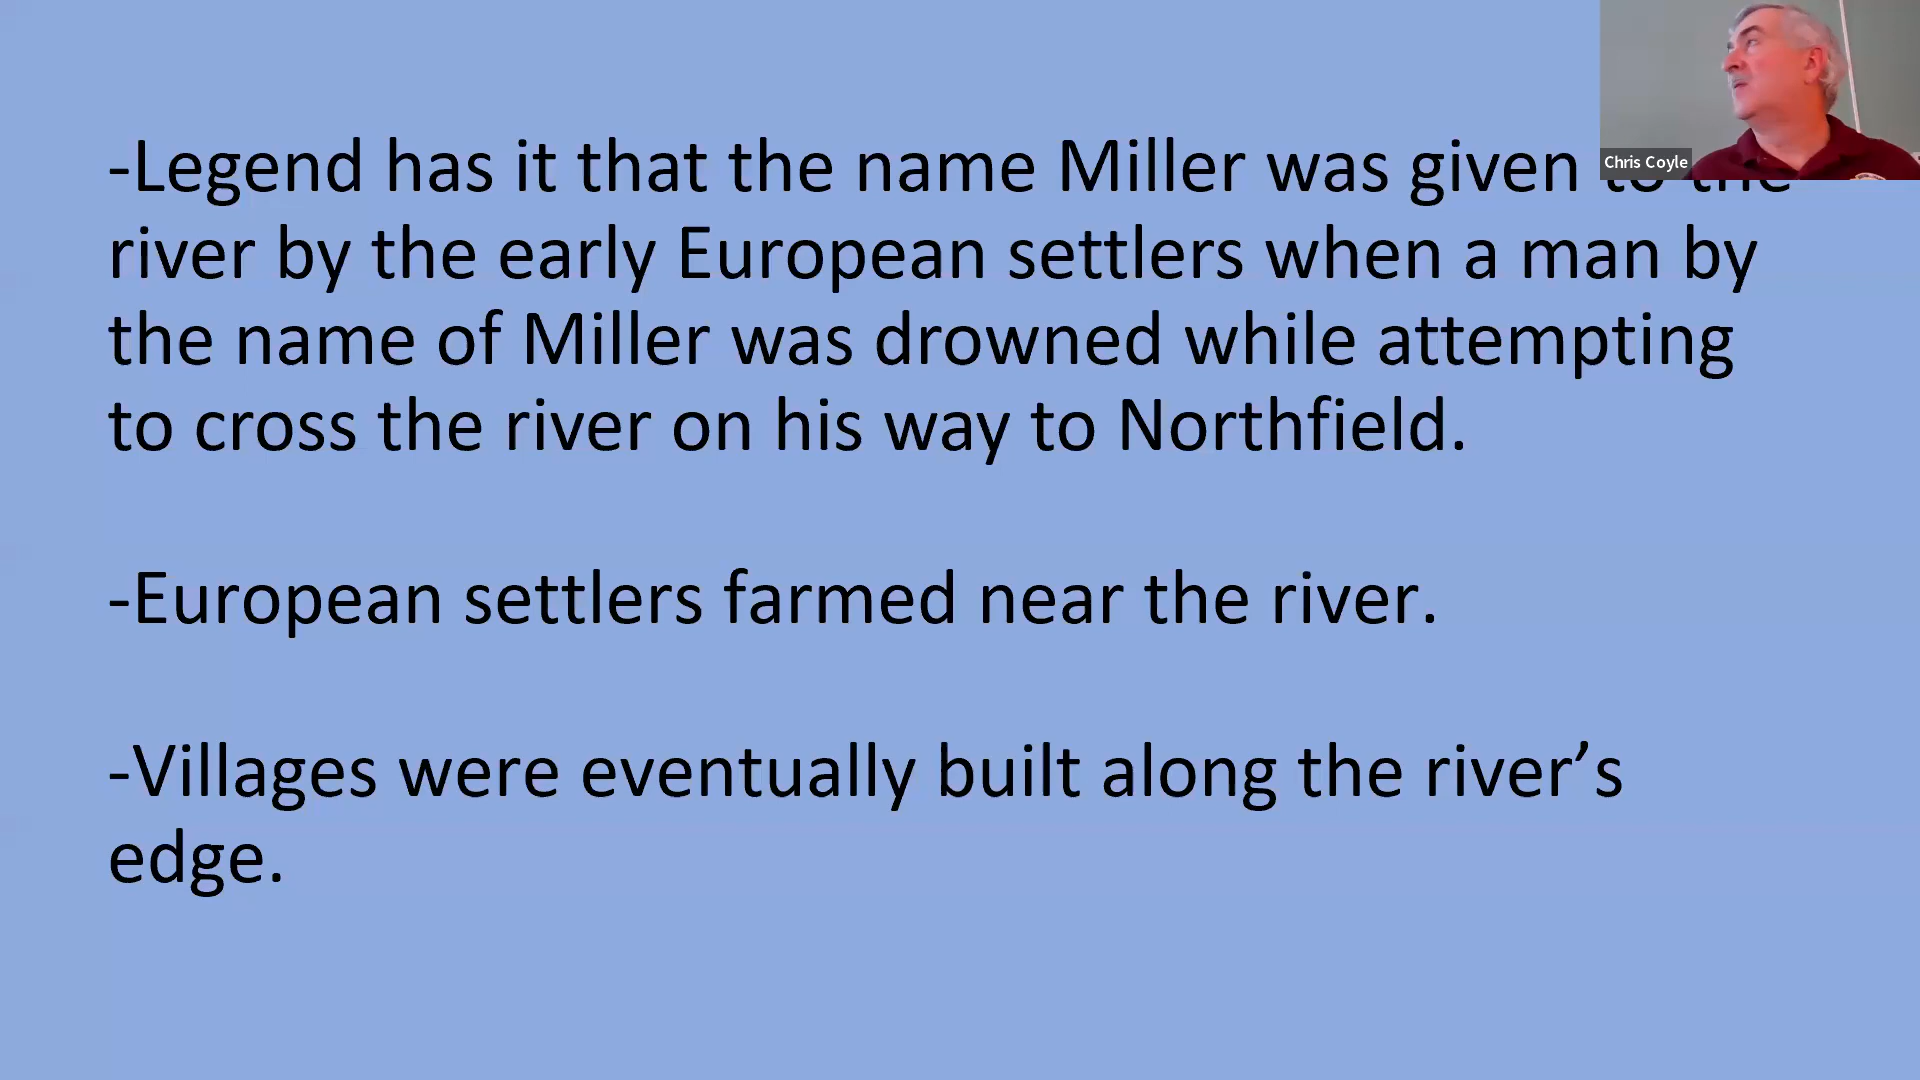 -Legend has it that the name Miller was given to the
Chris Coyle
river by the early European settlers when a man by
the name of Miller was drowned while attempting
to cross the river on his way to Northfield.
-European settlers farmed near the river.
-Villages were eventually built along the river’s
edge.